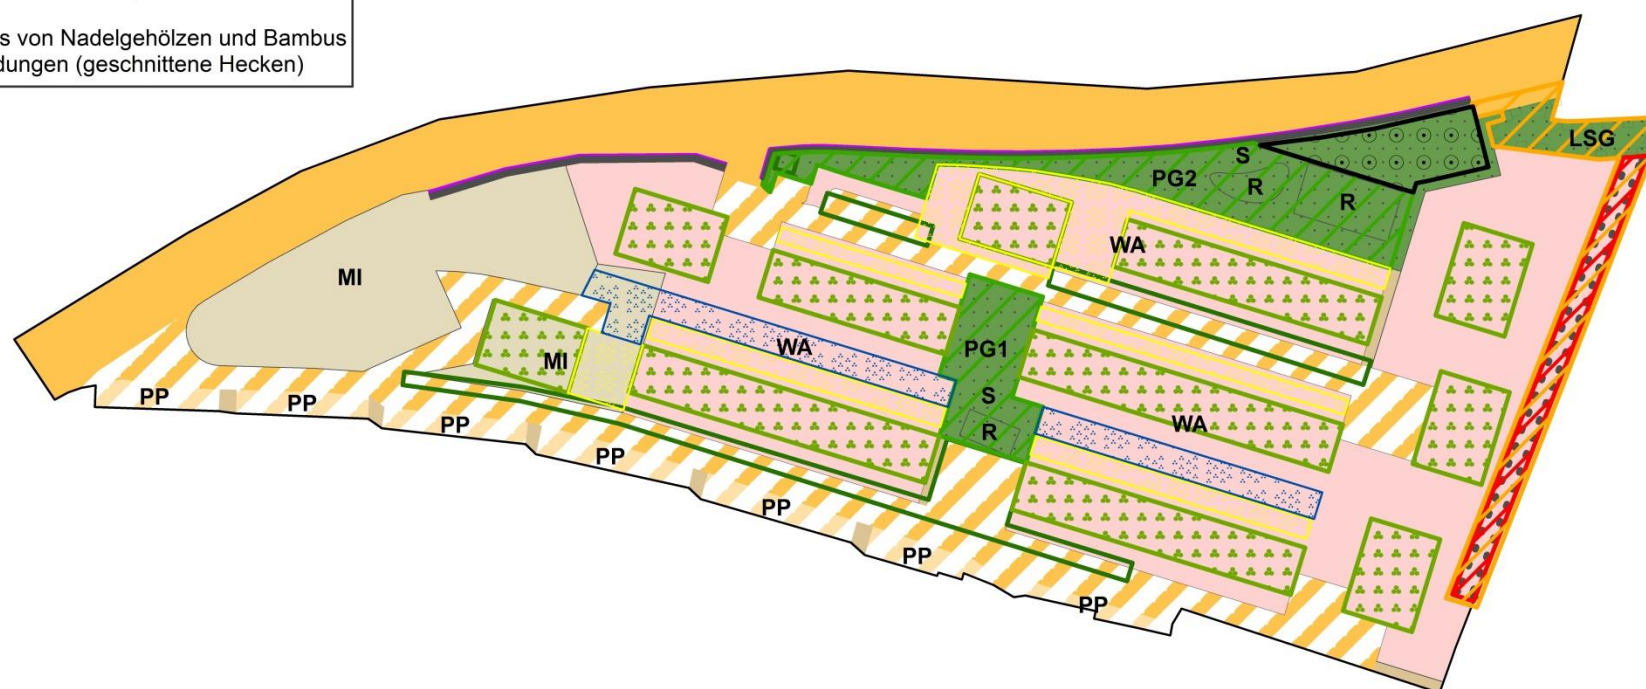 s von Nadelgehölzen und Bambus
dungen (geschnittene Hecken)
LSG
S
PG2
R
R
WA
MI
WA
PG1
MI
S
R
WA
PP
PP
PP
PP
PP
PP
PP